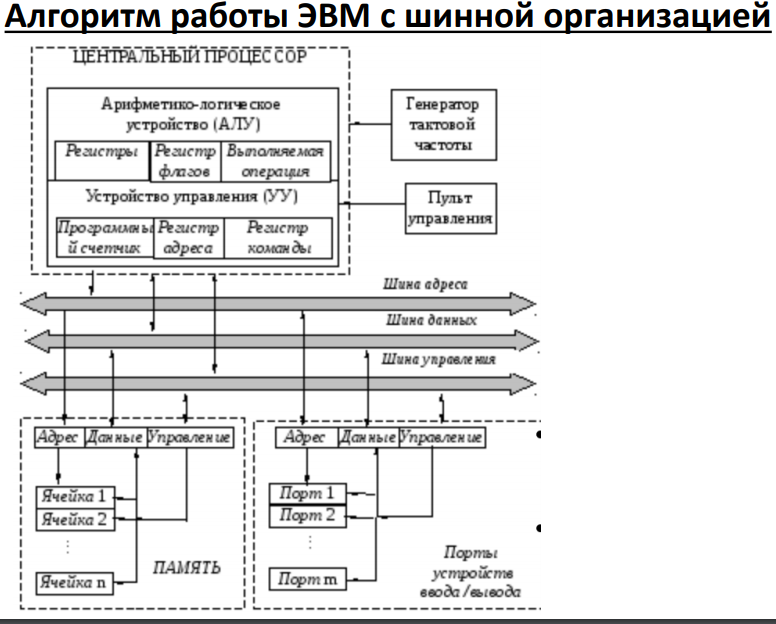 Алгоритм работы ЭВМ с шинной организацией
ЦЕНТРАЛЬНЫЙ ПРОЦЕССОР
Арифметико-логическое
устройство (АЛУ)
Регистры
Регистр
флагов
Выполняемая
операция
Устройство управления (УУ)
Программны
й счетчик
Регистр
адреса
Регистр
команды
Генератор
тактовой
частоты
Пульт
управления
Шина адреса
Шина данных
Шина управления
Адрес
Данные
Управление
Ячейка 1
Ячейка 2
Ячейка n
ПАМЯТЬ
Адрес
Данные
Управление
Порт 1
Порт 2
Порт m
Порты
устройств
ввода/вывода